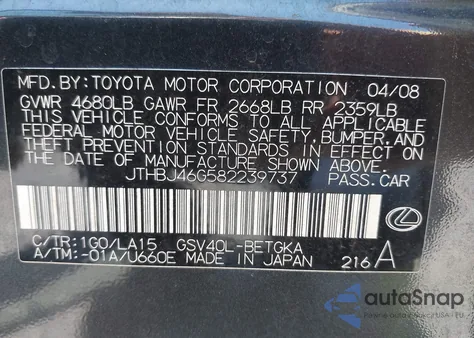 MFD.BY:TOYOTA MOTOR CORPORATION 04/08
GVWR 4680LB GAWR FR 2668LB RR 2359LB
THIS VEHICLE CONFORMS TO ALL APPLICABLE
FEDERAL MOTOR VEHICLE SAFETY,BUMPER,AND
THEFT PREVENTION STANDARDS IN EFFECT ON THE DATE OF
MANUFACTURE SHOWN ABOVE.
JTHBJ46G582239737 PASS.CAR
C/TR:1G0/LA15 GSV40L-BETGKA
A/TM:-01A/U660E MADE IN JAPAN 216A
autoSnap